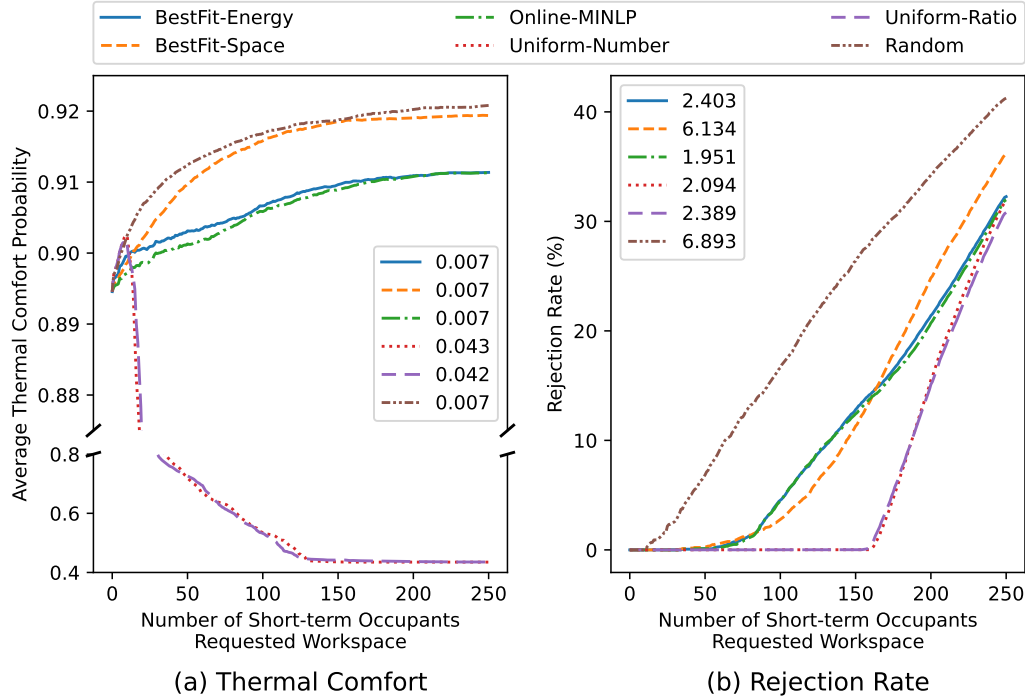 BestFit-Energy
BestFit-Space
Online-MINLP
Uniform-Number
Uniform-Ratio
Random
Average Thermal Comfort Probability
0.92
0.91
0.90
0.89
0.88
0.8
0.6
0.4
0.007
0.007
0.007
0.043
0.042
0.007
0 50 100 150 200 250
Number of Short-term Occupants
Requested Workspace
(a) Thermal Comfort
Rejection Rate (%)
40
30
20
10
0
2.403
6.134
1.951
2.094
2.389
6.893
0 50 100 150 200 250
Number of Short-term Occupants
Requested Workspace
(b) Rejection Rate